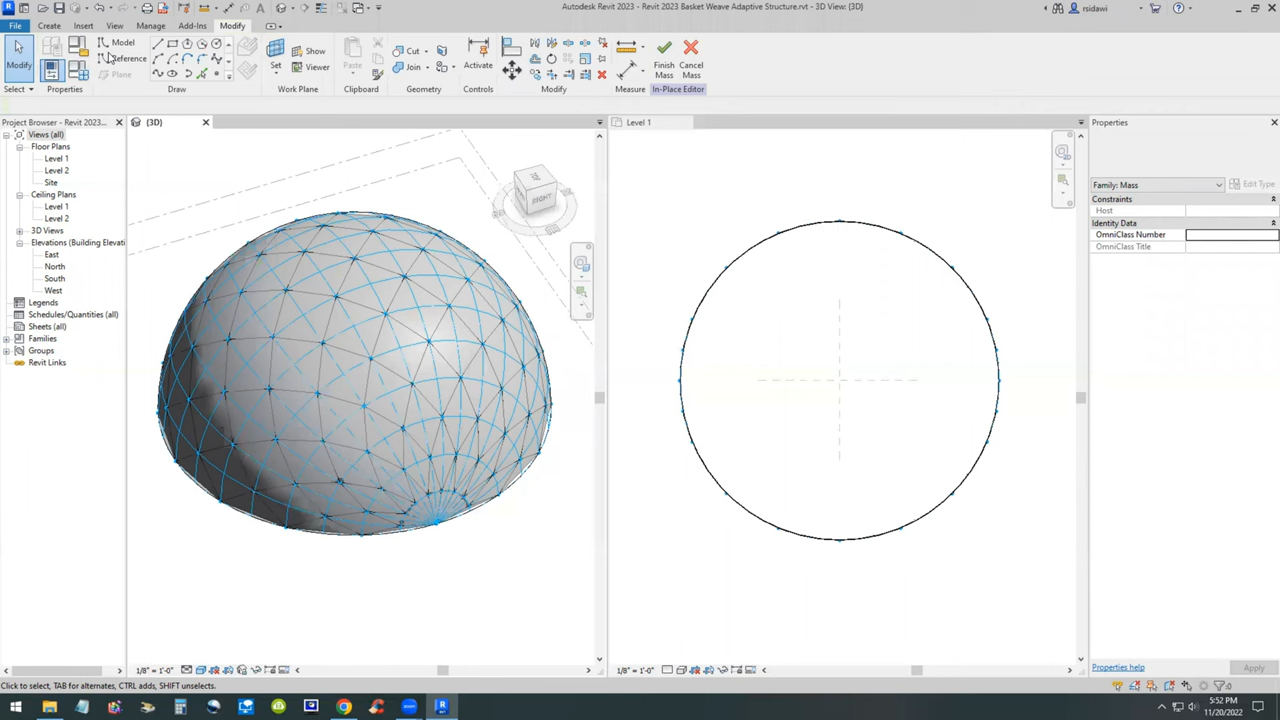 Autodesk Revit 2023 - Revit 2023 Basket Weave Adaptive Structure.rvt - 3D View: {3D}
rsidawi
File Create Insert View Manage Add-Ins Modify
Modify
Model
Reference
Plane
Set
Show
Viewer
Paste
Cut
Join
Activate
Finish Mass
Cancel Mass
Select Properties Draw Work Plane Clipboard Geometry Controls Modify Measure In-Place Editor
Project Browser - Revit 2023...
{3D}
Level 1
Properties
Views (all)
Floor Plans
Level 1
Level 2
Site
Ceiling Plans
Level 1
Level 2
3D Views
Elevations (Building Elevati
East
North
South
West
Legends
Schedules/Quantities (all)
Sheets (all)
Families
Groups
Revit Links
RIGHT
Family: Mass
Edit Type
Constraints
Host
Identity Data
OmniClass Number
OmniClass Title
1/8" = 1'-0"
1/8" = 1'-0"
Properties help
Apply
Click to select, TAB for alternates, CTRL adds, SHIFT unselects.
:0
5:52 PM
11/20/2022